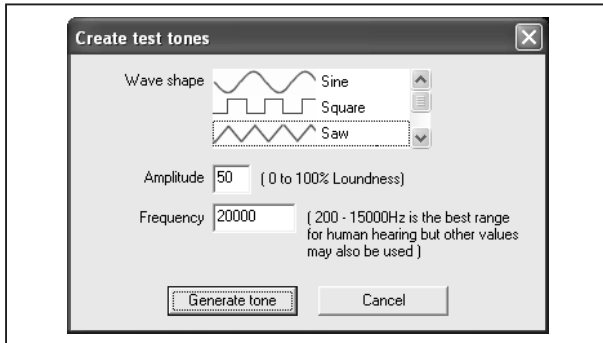 Create test tones
Wave shape
Sine
Square
Saw
Amplitude 50 ( 0 to 100% Loundness)
Frequency 20000 ( 200 - 15000Hz is the best range
for human hearing but other values
may also be used )
Generate tone Cancel